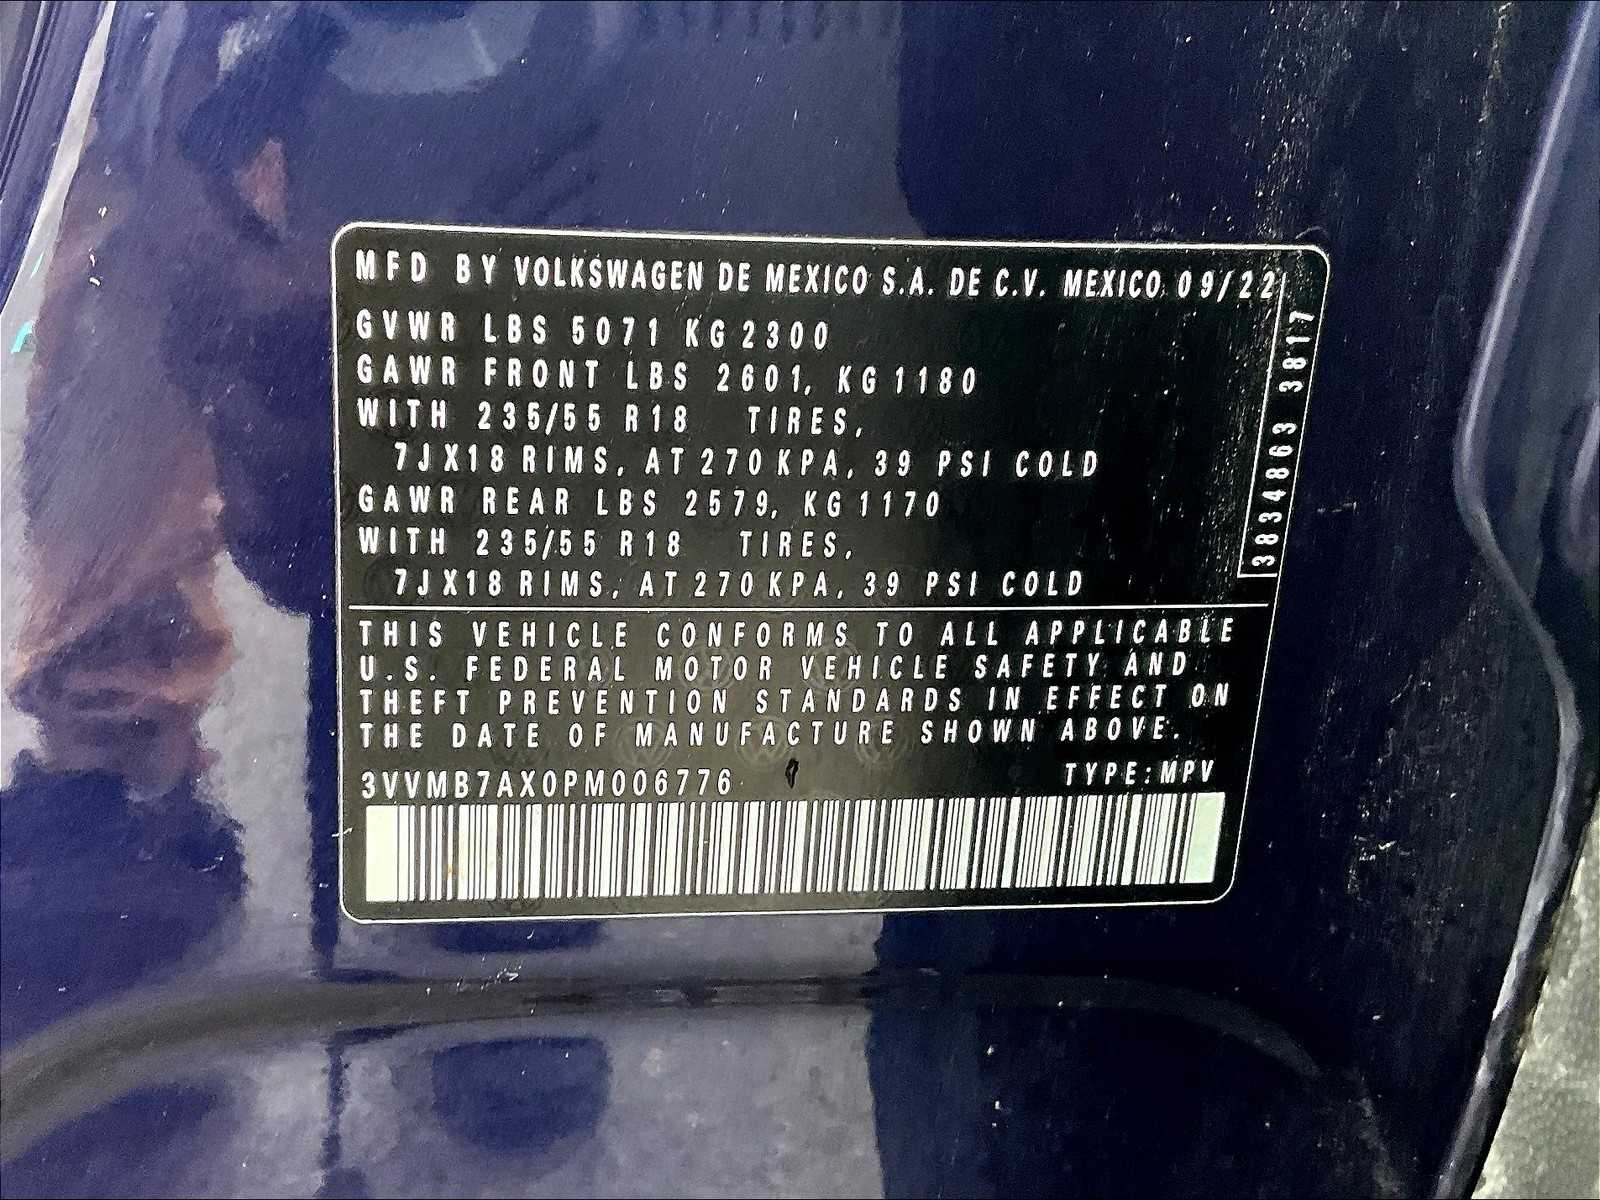 MFD BY VOLKSWAGEN DE MEXICO S.A. DE C.V. MEXICO 09/22
GVWR LBS 5071 KG 2300
GAWR FRONT LBS 2601, KG 1180
WITH 235/55 R18 TIRES,
7JX18 RIMS, AT 270 KPA, 39 PSI COLD
GAWR REAR LBS 2579, KG 1170
WITH 235/55 R18 TIRES,
7JX18 RIMS, AT 270 KPA, 39 PSI COLD
3834863 3817
THIS VEHICLE CONFORMS TO ALL APPLICABLE
U.S. FEDERAL MOTOR VEHICLE SAFETY AND
THEFT PREVENTION STANDARDS IN EFFECT ON
THE DATE OF MANUFACTURE SHOWN ABOVE.
3VVMB7AX0PM006776 TYPE:MPV